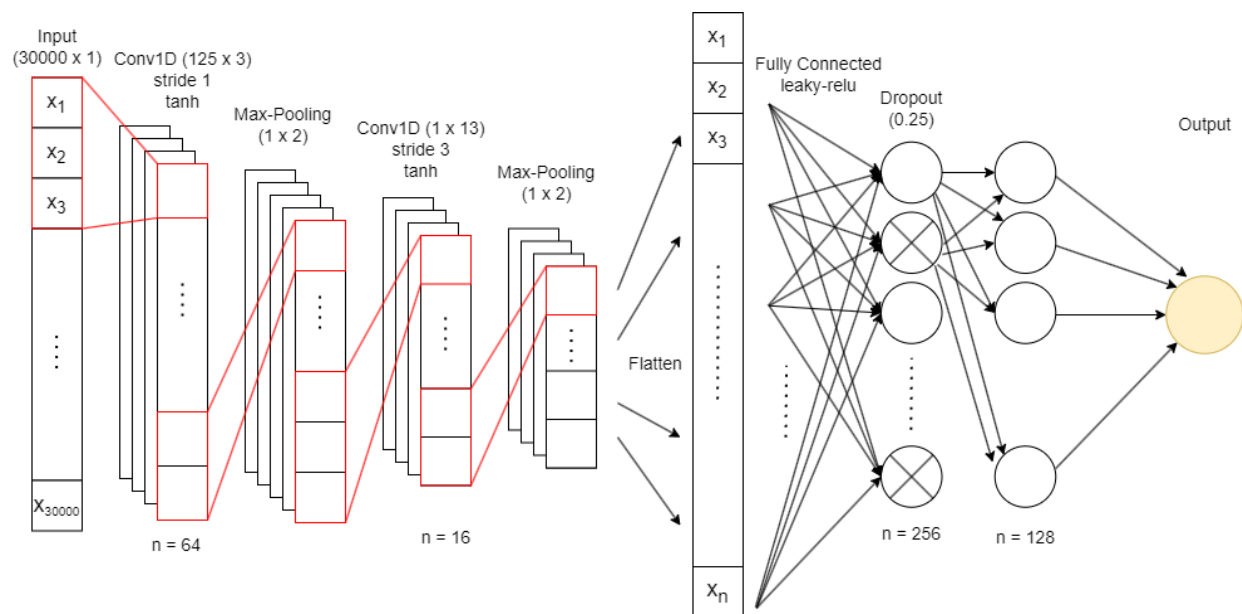 Input
(30000 x 1)
x1
x2
x3
x30000
Conv1D (125 x 3)
stride 1
tanh
n = 64
Max-Pooling
(1 x 2)
Conv1D (1 x 13)
stride 3
tanh
n = 16
Max-Pooling
(1 x 2)
Flatten
x1
x2
x3
xn
Fully Connected
leaky-relu
Dropout
(0.25)
n = 256
n = 128
Output